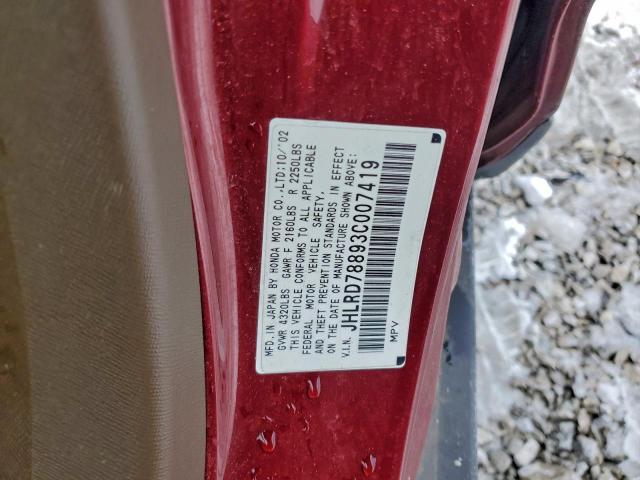 MFD. IN JAPAN BY HONDA MOTOR CO.,LTD:10/'02
GVWR 4320LBS GAWR F 2160LBS R 2250LBS
THIS VEHICLE CONFORMS TO ALL APPLICABLE
FEDERAL MOTOR VEHICLE SAFETY,
AND THEFT PREVENTION STANDARDS IN EFFECT
ON THE DATE OF MANUFACTURE SHOWN ABOVE:
V.I.N. JHLRD78893C007419
MPV